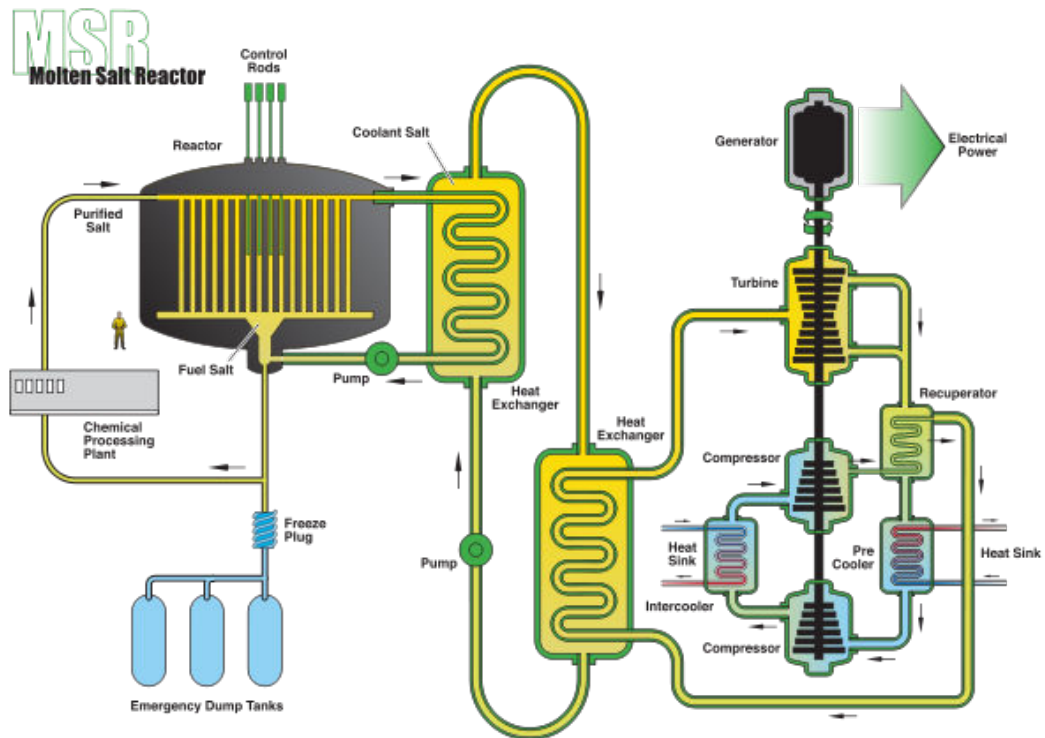 MSR
Molten Salt Reactor
Control
Rods
Reactor
Coolant Salt
Purified
Salt
Fuel Salt
Pump
Heat
Exchanger
Chemical
Processing
Plant
Freeze
Plug
Emergency Dump Tanks
Pump
Heat
Exchanger
Generator
Electrical
Power
Turbine
Recuperator
Compressor
Heat
Sink
Pre
Cooler
Heat Sink
Intercooler
Compressor